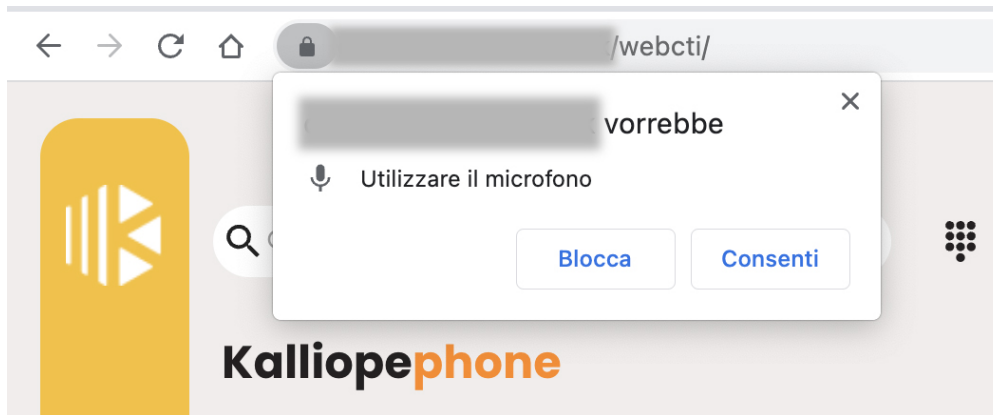 /webcti/
vorrebbe
Utilizzare il microfono
Blocca
Consenti
Kalliopephone